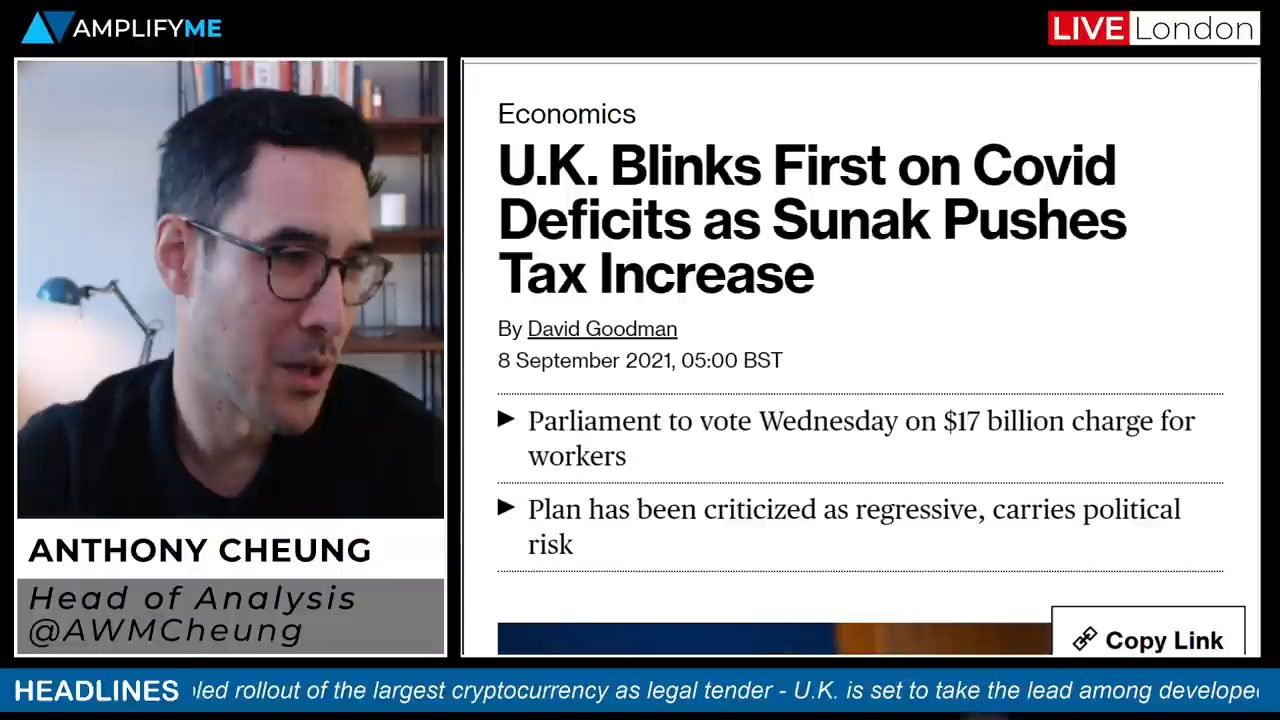 AMPLIFYME
LIVE London
Economics
U.K. Blinks First on Covid
Deficits as Sunak Pushes
Tax Increase
By David Goodman
8 September 2021, 05:00 BST
Parliament to vote Wednesday on $17 billion charge for
workers
Plan has been criticized as regressive, carries political
risk
Copy Link
ANTHONY CHEUNG
Head of Analysis
@AWMCheung
HEADLINES led rollout of the largest cryptocurrency as legal tender - U.K. is set to take the lead among develope